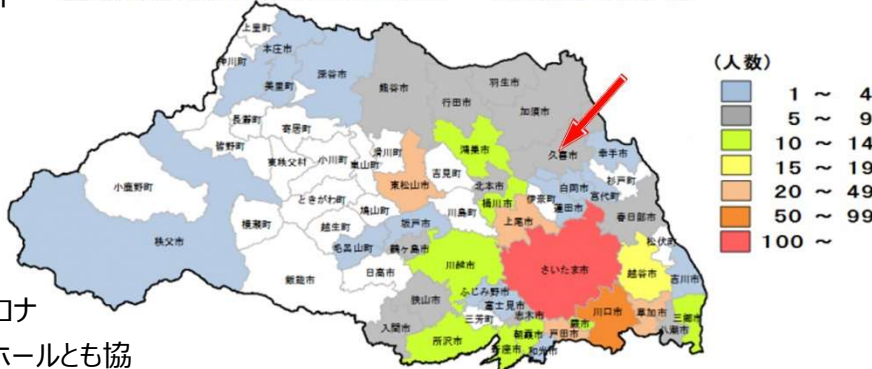 上里町
本庄市
神川町
美里町
深谷市
熊谷市
羽生市
行田市
加須市
長瀞町
寄居町
皆野町
東秩父村
小川町
嵐山町
滑川町
東松山市
吉見町
鴻巣市
北本市
桶川市
久喜市
幸手市
杉戸町
白岡市
宮代町
伊奈町
蓮田市
春日部市
小鹿野町
ときがわ町
鳩山町
川島町
上尾市
横瀬町
越生町
毛呂山町
坂戸市
鶴ヶ島市
秩父市
飯能市
日高市
川越市
さいたま市
松伏町
越谷市
吉川市
狭山市
ふじみ野市
富士見市
三芳町
志木市
入間市
所沢市
朝霞市
新座市
和光市
戸田市
蕨市
川口市
草加市
八潮市
三郷市
(人数)
1 ～ 4
5 ～ 9
10 ～ 14
15 ～ 19
20 ～ 49
50 ～ 99
100 ～
ロナ
ホールとも協